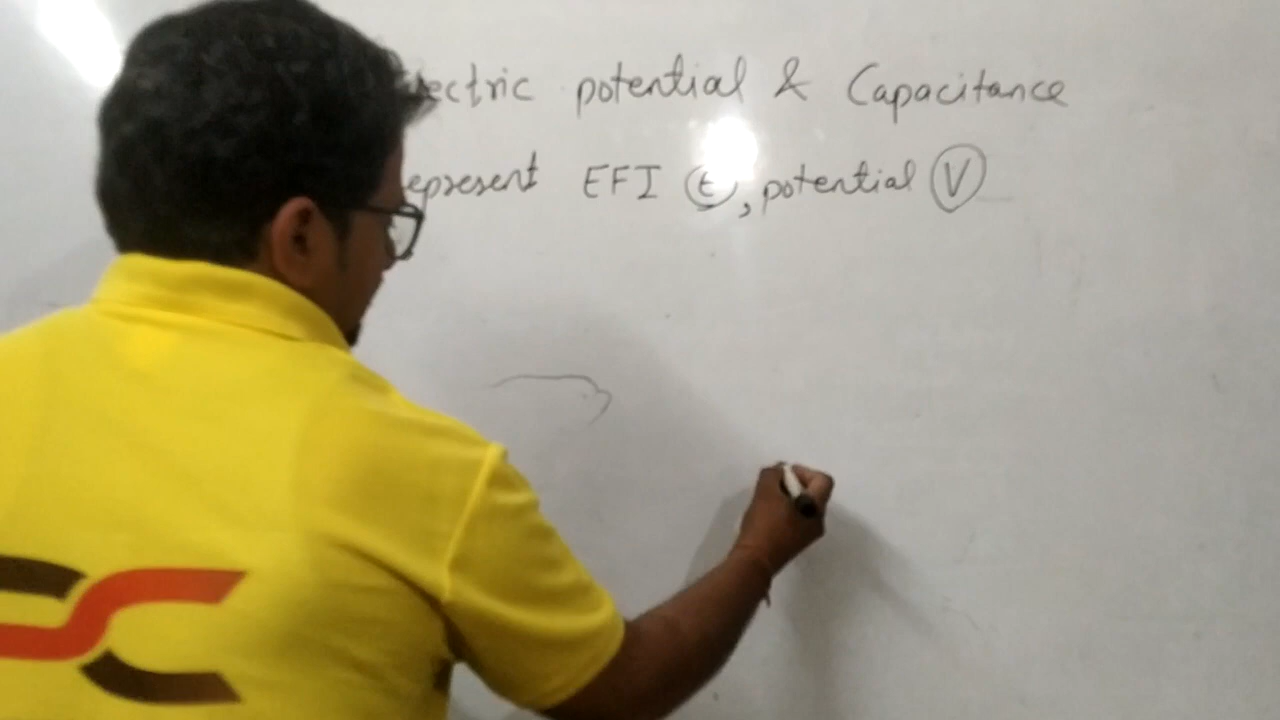 ectric potential & Capacitance
epresent EFI E, potential V